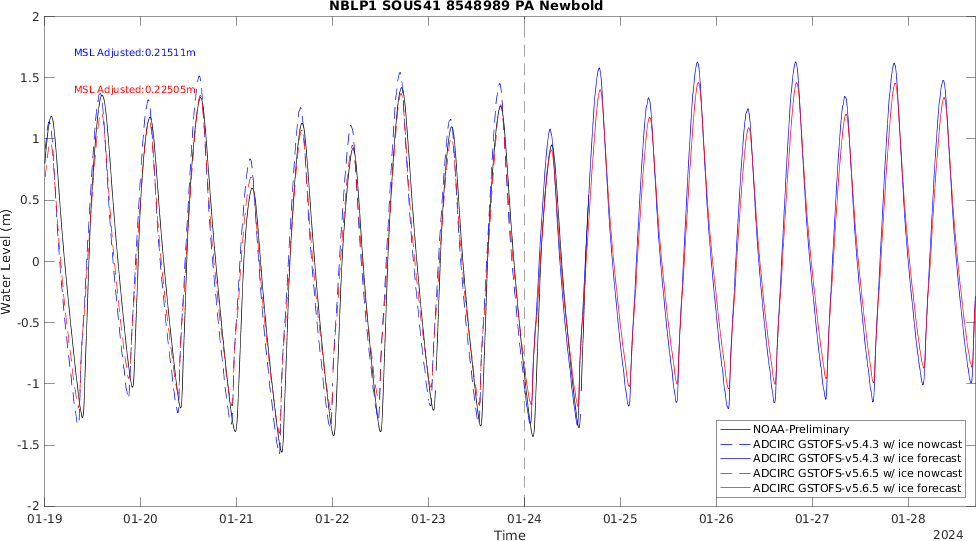 NBLP1 SOUS41 8548989 PA Newbold
MSL Adjusted:0.21511m
MSL Adjusted:0.22505m
Water Level (m)
2
1.5
1
0.5
0
-0.5
-1
-1.5
-2
01-19 01-20 01-21 01-22 01-23 01-24 01-25 01-26 01-27 01-28
Time
2024
NOAA-Preliminary
ADCIRC GSTOFS-v5.4.3 w/ ice nowcast
ADCIRC GSTOFS-v5.4.3 w/ ice forecast
ADCIRC GSTOFS-v5.6.5 w/ ice nowcast
ADCIRC GSTOFS-v5.6.5 w/ ice forecast